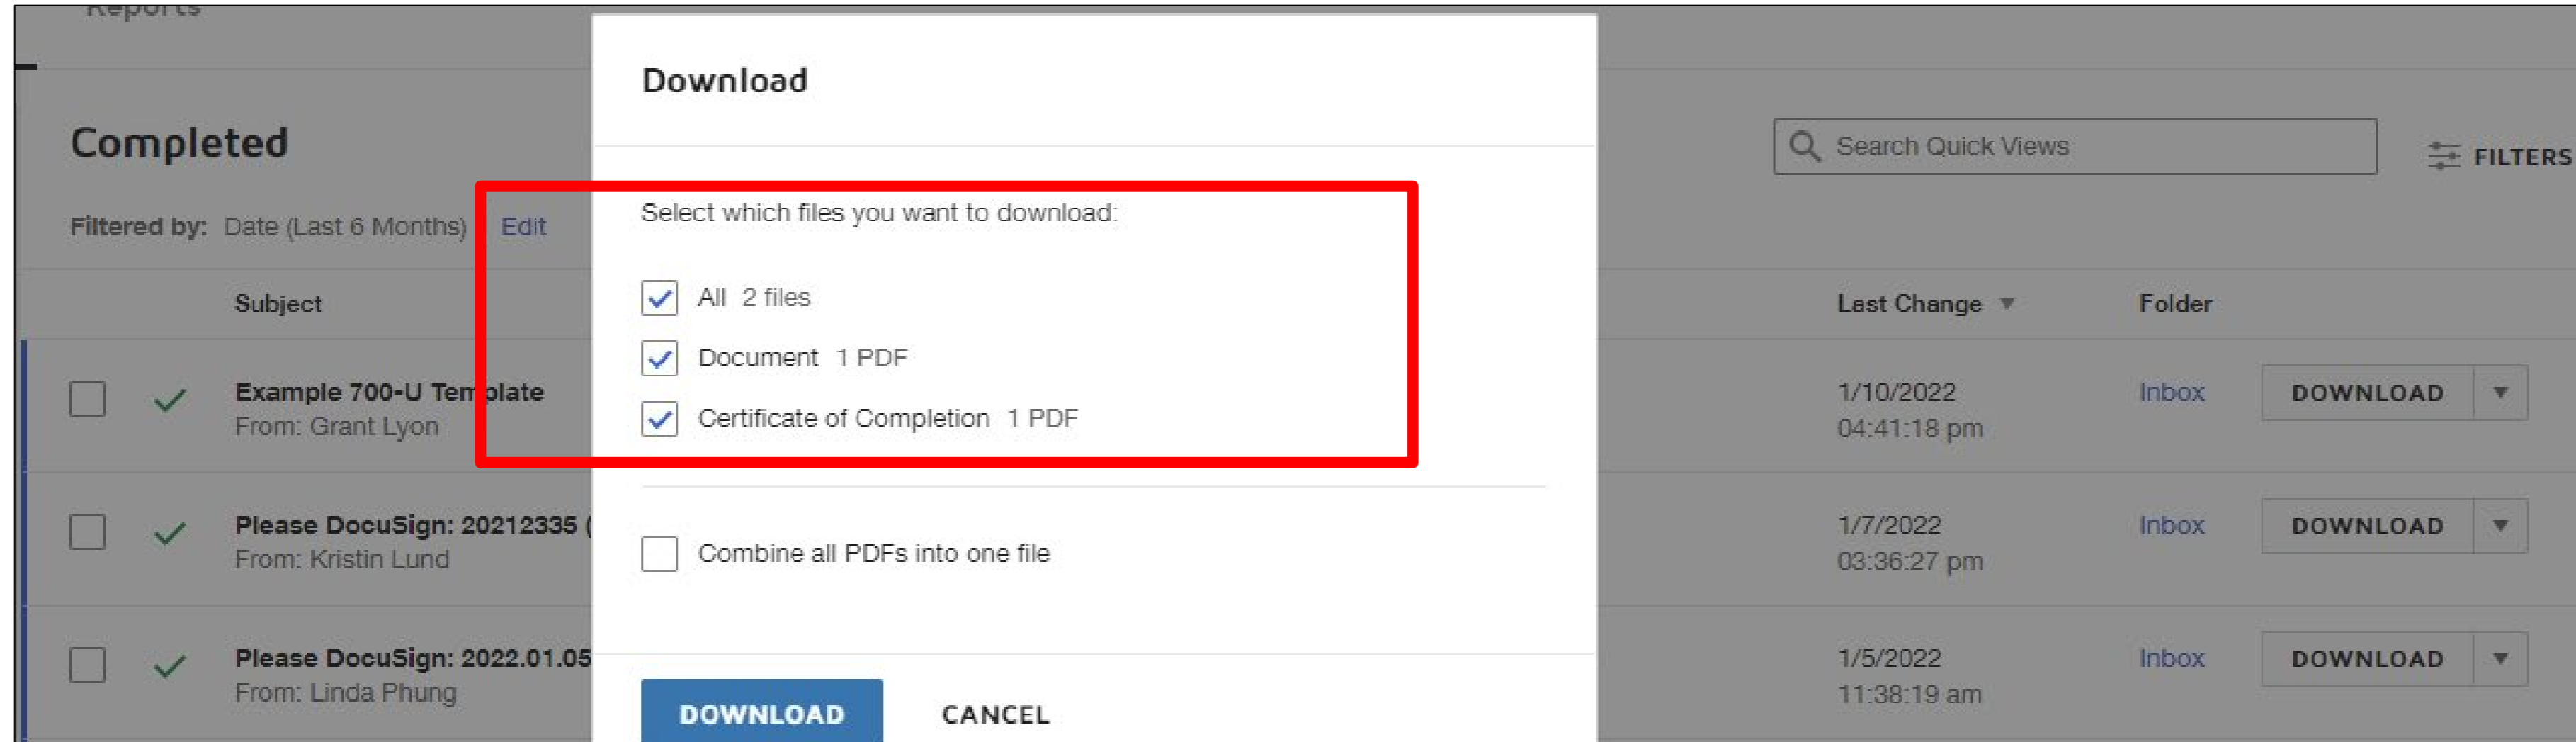 Reports
Download
Completed
Search Quick Views
FILTERS
Filtered by: Date (Last 6 Months) Edit
Select which files you want to download:
All 2 files
Document 1 PDF
Certificate of Completion 1 PDF
Combine all PDFs into one file
DOWNLOAD CANCEL
Subject Last Change Folder
Example 700-U Template 1/10/2022 Inbox DOWNLOAD
From: Grant Lyon 04:41:18 pm
Please DocuSign: 20212335 ( 1/7/2022 Inbox DOWNLOAD
From: Kristin Lund 03:36:27 pm
Please DocuSign: 2022.01.05 1/5/2022 Inbox DOWNLOAD
From: Linda Phung 11:38:19 am